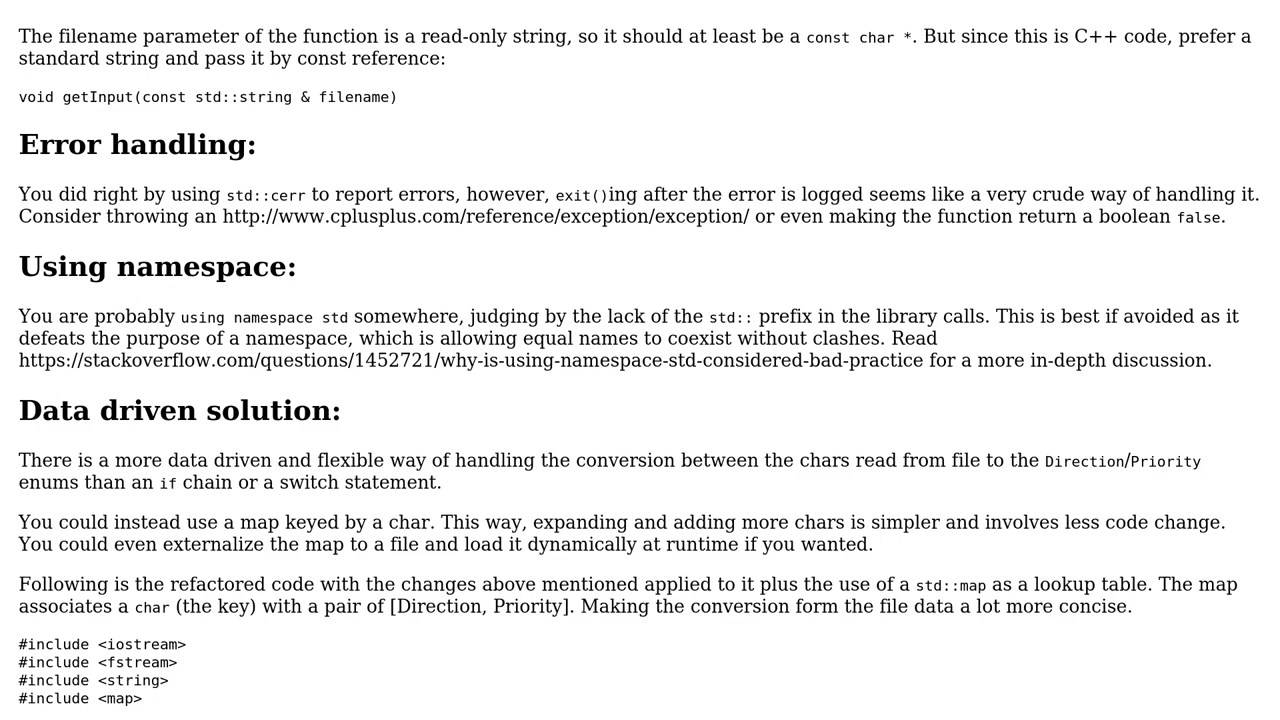 The filename parameter of the function is a read-only string, so it should at least be a const char *. But since this is C++ code, prefer a
standard string and pass it by const reference:
void getInput(const std::string & filename)
Error handling:
You did right by using std::cerr to report errors, however, exit()ing after the error is logged seems like a very crude way of handling it.
Consider throwing an http://www.cplusplus.com/reference/exception/exception/ or even making the function return a boolean false.
Using namespace:
You are probably using namespace std somewhere, judging by the lack of the std:: prefix in the library calls. This is best if avoided as it
defeats the purpose of a namespace, which is allowing equal names to coexist without clashes. Read
https://stackoverflow.com/questions/1452721/why-is-using-namespace-std-considered-bad-practice for a more in-depth discussion.
Data driven solution:
There is a more data driven and flexible way of handling the conversion between the chars read from file to the Direction/Priority
enums than an if chain or a switch statement.
You could instead use a map keyed by a char. This way, expanding and adding more chars is simpler and involves less code change.
You could even externalize the map to a file and load it dynamically at runtime if you wanted.
Following is the refactored code with the changes above mentioned applied to it plus the use of a std::map as a lookup table. The map
associates a char (the key) with a pair of [Direction, Priority]. Making the conversion form the file data a lot more concise.
#include <iostream>
#include <fstream>
#include <string>
#include <map>